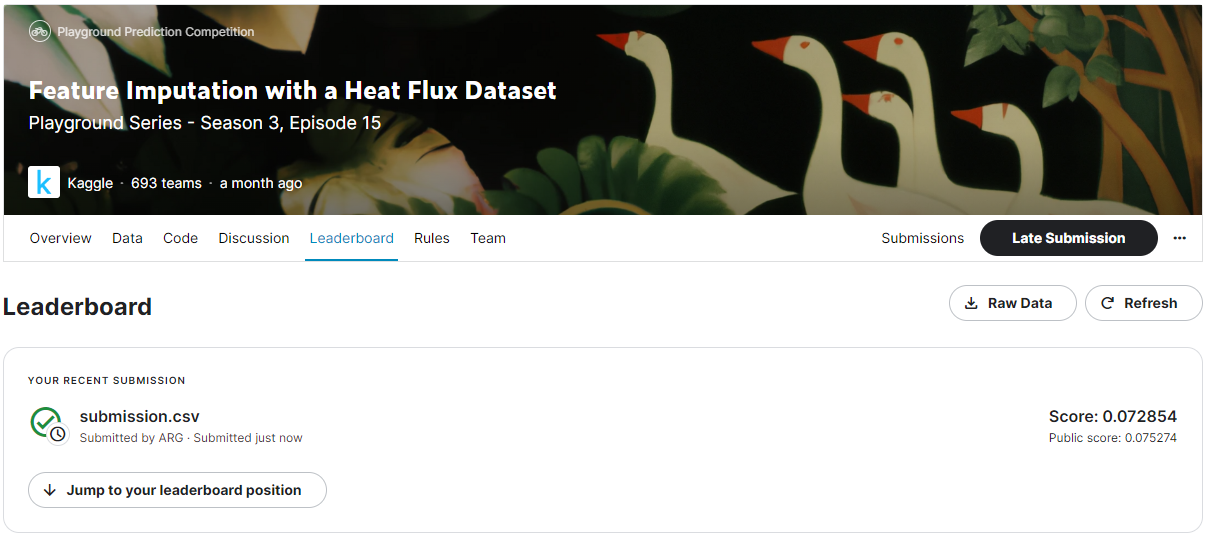 Playground Prediction Competition
Feature Imputation with a Heat Flux Dataset
Playground Series - Season 3, Episode 15
k Kaggle · 693 teams · a month ago
Overview Data Code Discussion Leaderboard Rules Team Submissions Late Submission ...
Leaderboard Raw Data Refresh
YOUR RECENT SUBMISSION
submission.csv Score: 0.072854
Submitted by ARG · Submitted just now Public score: 0.075274
Jump to your leaderboard position